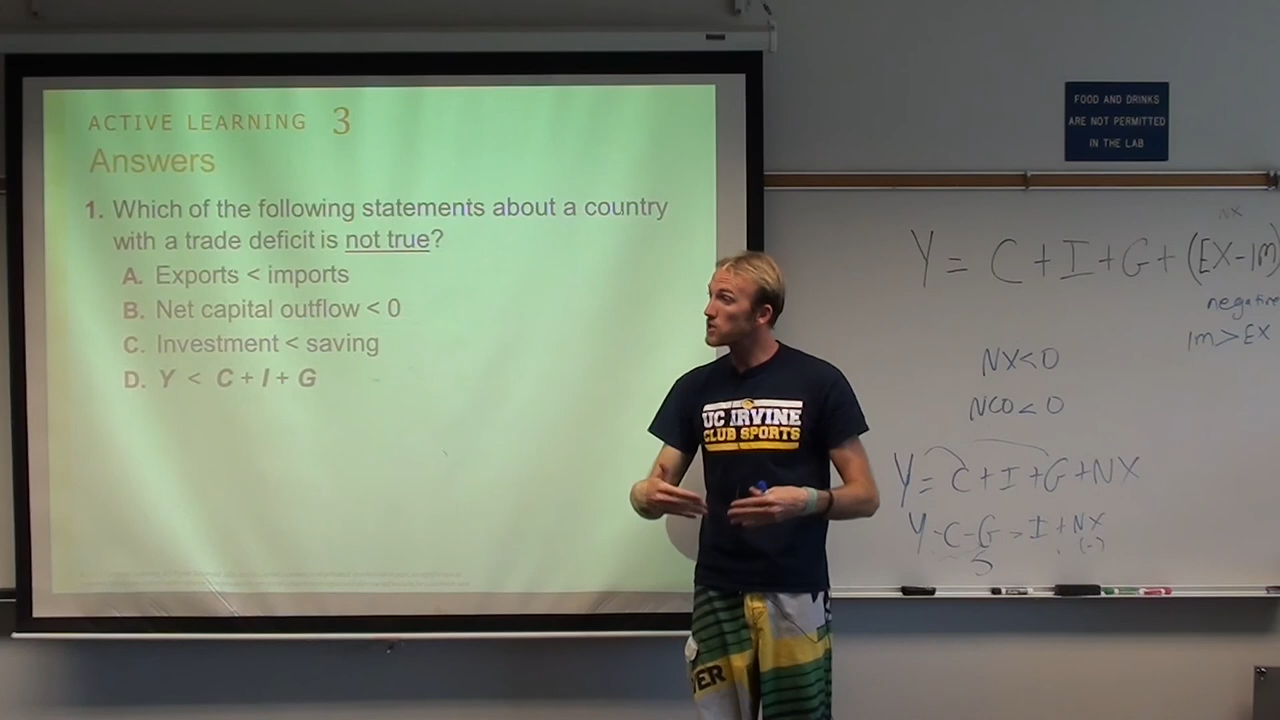 ACTIVE LEARNING 3
Answers
1. Which of the following statements about a country
with a trade deficit is not true?
A. Exports < imports
B. Net capital outflow < 0
C. Investment < saving
D. Y < C + I + G
FOOD AND DRINKS
ARE NOT PERMITTED
IN THE LAB
NX
Y = C + I + G + (EX - IM)
negative
IM > EX
NX < 0
NCO < 0
Y = C + I + G + NX
Y - C - G = I + NX
S (-)
UC IRVINE
CLUB SPORTS